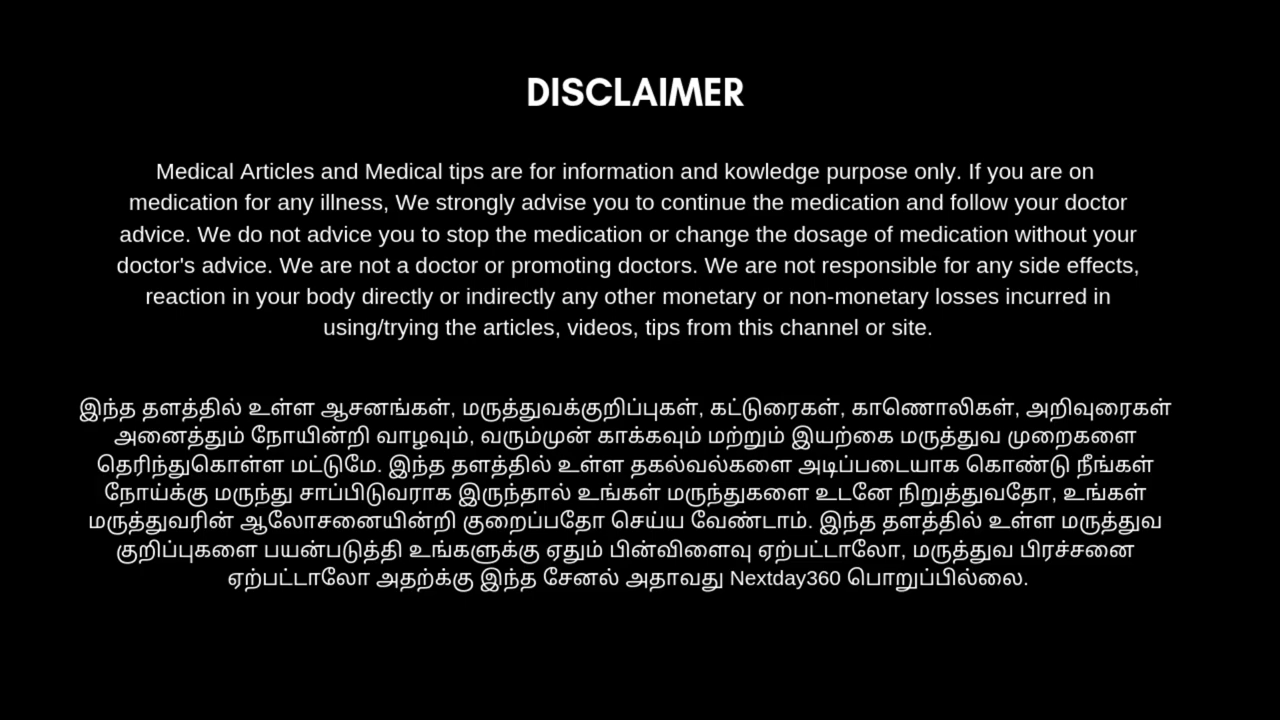 DISCLAIMER
Medical Articles and Medical tips are for information and kowledge purpose only. If you are on
medication for any illness, We strongly advise you to continue the medication and follow your doctor
advice. We do not advice you to stop the medication or change the dosage of medication without your
doctor's advice. We are not a doctor or promoting doctors. We are not responsible for any side effects,
reaction in your body directly or indirectly any other monetary or non-monetary losses incurred in
using/trying the articles, videos, tips from this channel or site.
இந்த தளத்தில் உள்ள ஆசனங்கள், மருத்துவக்குறிப்புகள், கட்டுரைகள், காணொலிகள், அறிவுரைகள்
அனைத்தும் நோயின்றி வாழவும், வரும்முன் காக்கவும் மற்றும் இயற்கை மருத்துவ முறைகளை
தெரிந்துகொள்ள மட்டுமே. இந்த தளத்தில் உள்ள தகல்வல்களை அடிப்படையாக கொண்டு நீங்கள்
நோய்க்கு மருந்து சாப்பிடுவராக இருந்தால் உங்கள் மருந்துகளை உடனே நிறுத்துவதோ, உங்கள்
மருத்துவரின் ஆலோசனையின்றி குறைப்பதோ செய்ய வேண்டாம். இந்த தளத்தில் உள்ள மருத்துவ
குறிப்புகளை பயன்படுத்தி உங்களுக்கு ஏதும் பின்விளைவு ஏற்பட்டாலோ, மருத்துவ பிரச்சனை
ஏற்பட்டாலோ அதற்க்கு இந்த சேனல் அதாவது Nextday360 பொறுப்பில்லை.